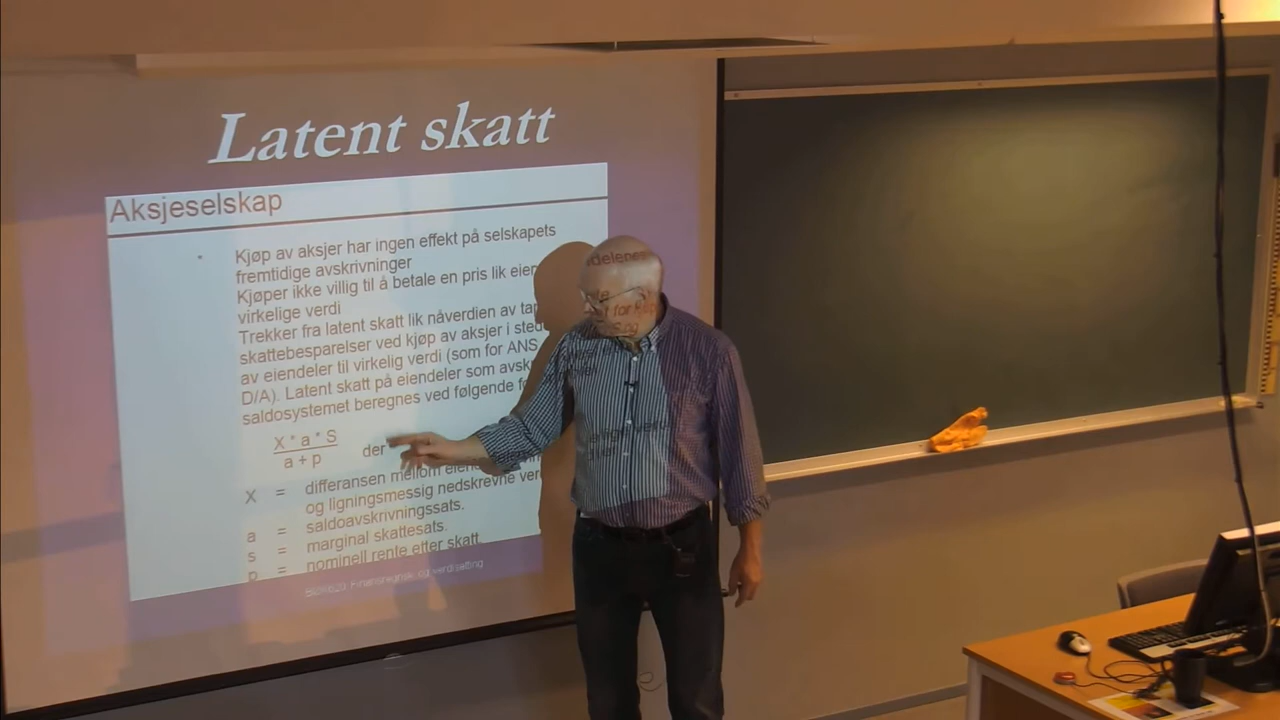 Latent skatt
Aksjeselskap
Kjøp av aksjer har ingen effekt på selskapets
fremtidige avskrivninger
Kjøper ikke villig til å betale en pris lik
virkelige verdi
Trekker fra latent skatt lik nåverdien av
skattebesparelser ved kjøp av aksjer i
av eiendeler til virkelig verdi (som for ANS
D/A). Latent skatt på eiendeler som
saldosystemet beregnes ved følgende
X * a * S
a + p
der
X = differansen mellom
og ligningsmessig nedskrevne
a = saldoavskrivningssats.
s = marginal skattesats.
p = nominell rente etter skatt
Finansregnsk. og verdisetting